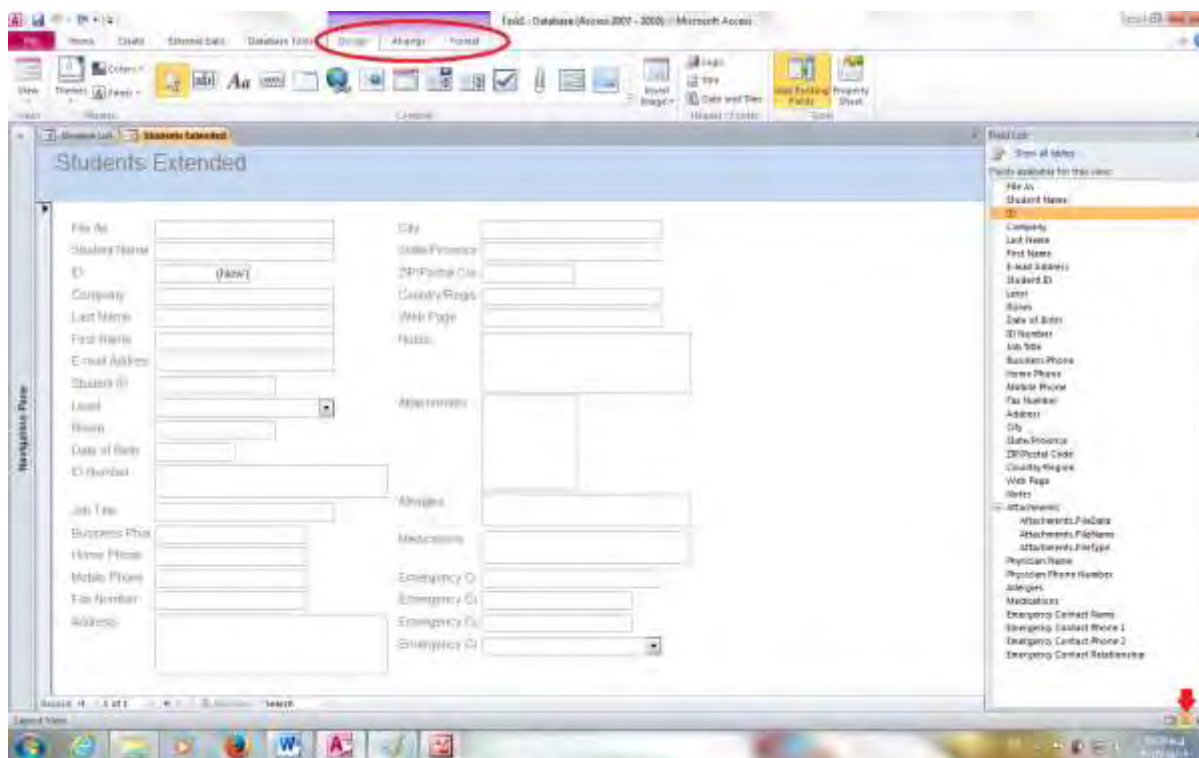 Task1 - Database (Access 2007 - 2010) - Microsoft Access
File Home Create External Data Database Tools Design Arrange Format
View
Themes
Colors
Fonts
Aa
Insert Image
Logo
Title
Date and Time
Add Existing Fields
Property Sheet
Views Themes Controls Header / Footer Tools
Students Extended
Field List
Students Extended
Show all tables
Fields available for this view:
File As
Student Name
ID
(New)
Company
Last Name
First Name
E-mail Addres
Student ID
Level
Room
Date of Birth
ID Number
Job Title
Business Phor
Home Phone
Mobile Phone
Fax Number
Address
City
State/Province
ZIP/Postal Co
Country/Regio
Web Page
Notes
Attachments
Allergies
Medications
Emergency C
Emergency C
Emergency C
Emergency C
File As
Student Name
ID
Company
Last Name
First Name
E-mail Address
Student ID
Level
Room
Date of Birth
ID Number
Job Title
Business Phone
Home Phone
Mobile Phone
Fax Number
Address
City
State/Province
ZIP/Postal Code
Country/Region
Web Page
Notes
Attachments
Attachments.FileData
Attachments.FileName
Attachments.FileType
Physician Name
Physician Phone Number
Allergies
Medications
Emergency Contact Name
Emergency Contact Phone 1
Emergency Contact Phone 2
Emergency Contact Relationship
Navigation Pane
Record: 1 of 1 Search
Layout View